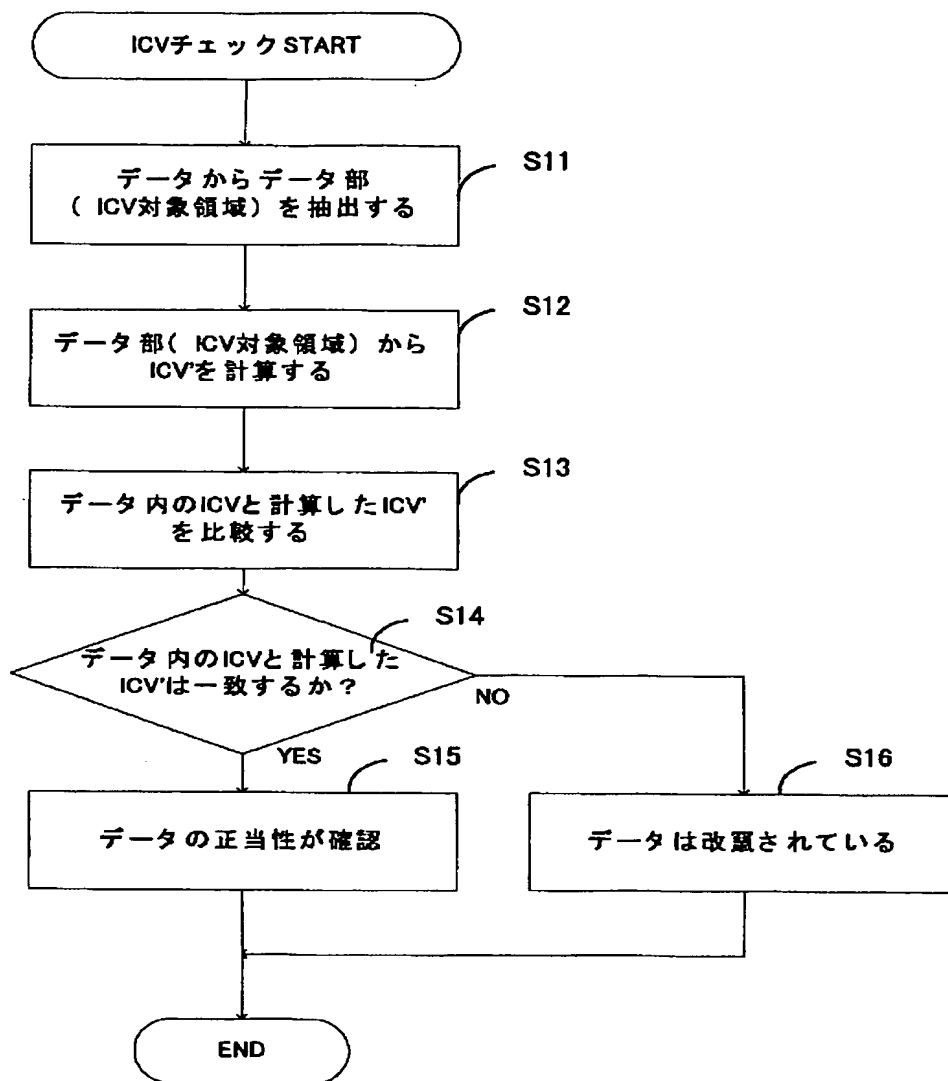 ICVチェックSTART
S11
データからデータ部
(ICV対象領域)を抽出する
S12
データ部(ICV対象領域)から
ICV'を計算する
S13
データ内のICVと計算したICV'
を比較する
S14
データ内のICVと計算した
ICV'は一致するか?
NO
YES
S15
データの正当性が確認
S16
データは改竄されている
END